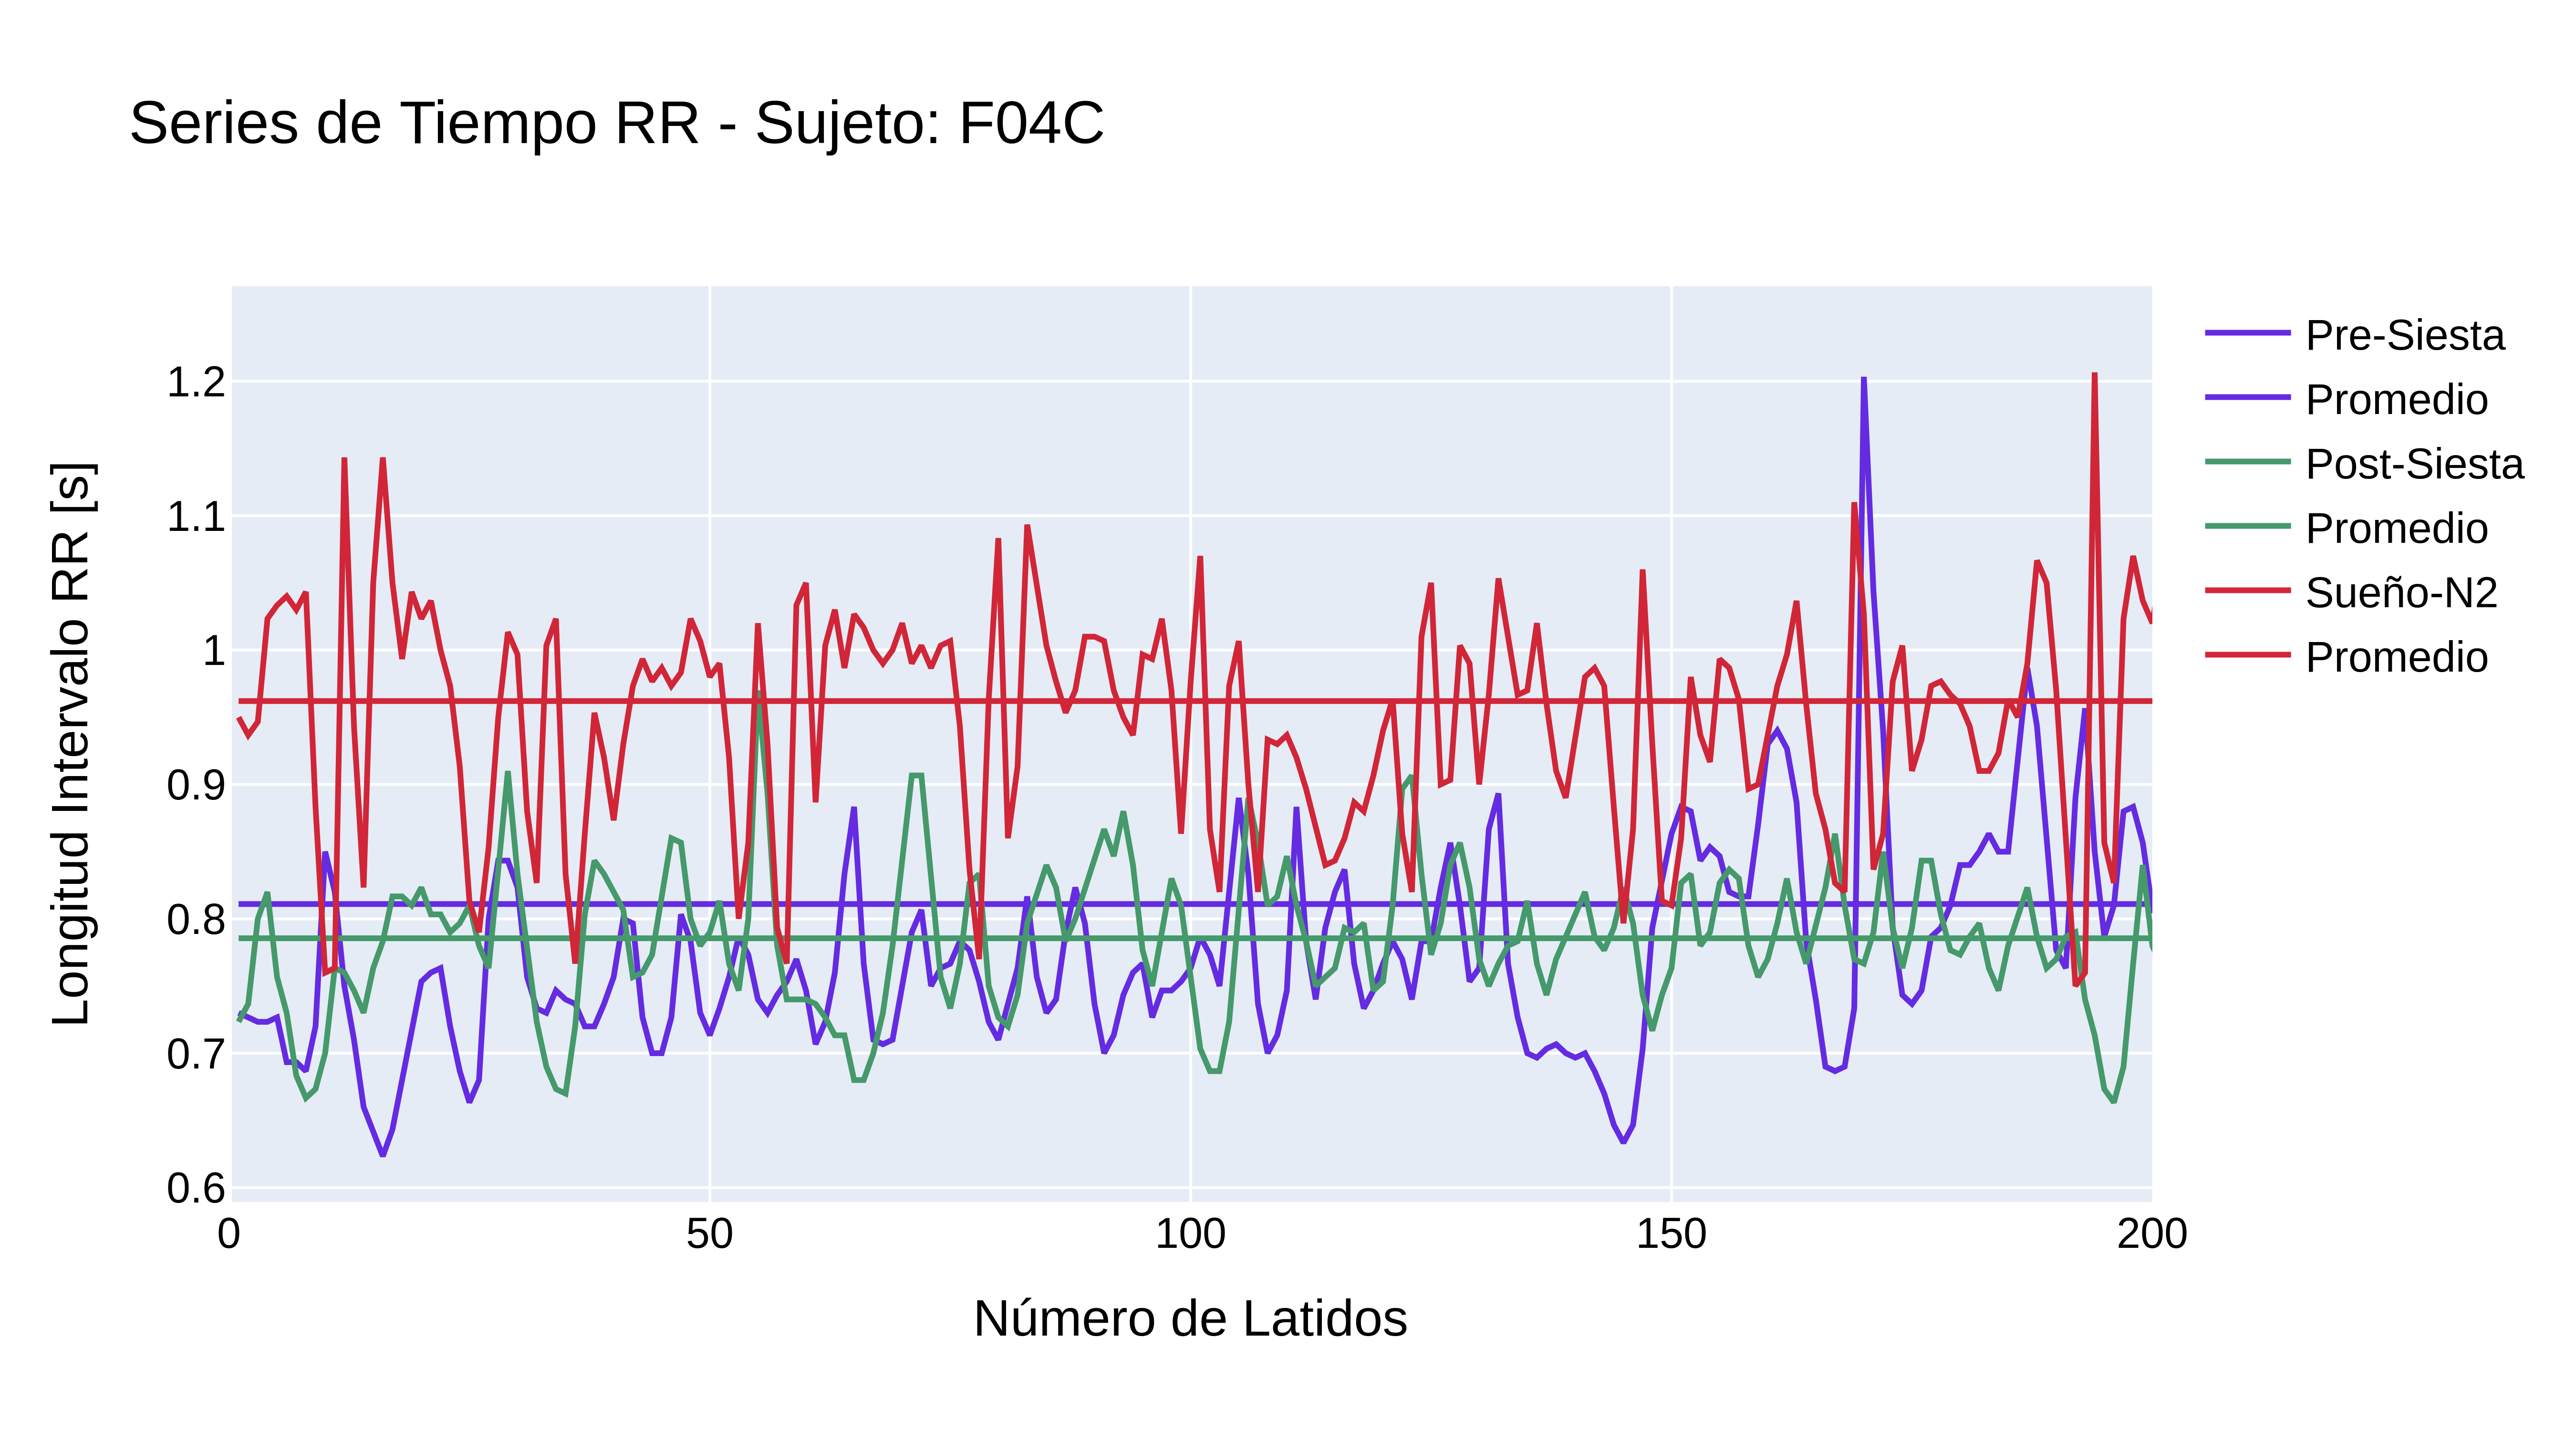 Series de Tiempo RR - Sujeto: F04C
Longitud Intervalo RR [s]
1.2
1.1
1
0.9
0.8
0.7
0.6
0
50
100
150
200
Número de Latidos
Pre-Siesta
Promedio
Post-Siesta
Promedio
Sueño-N2
Promedio